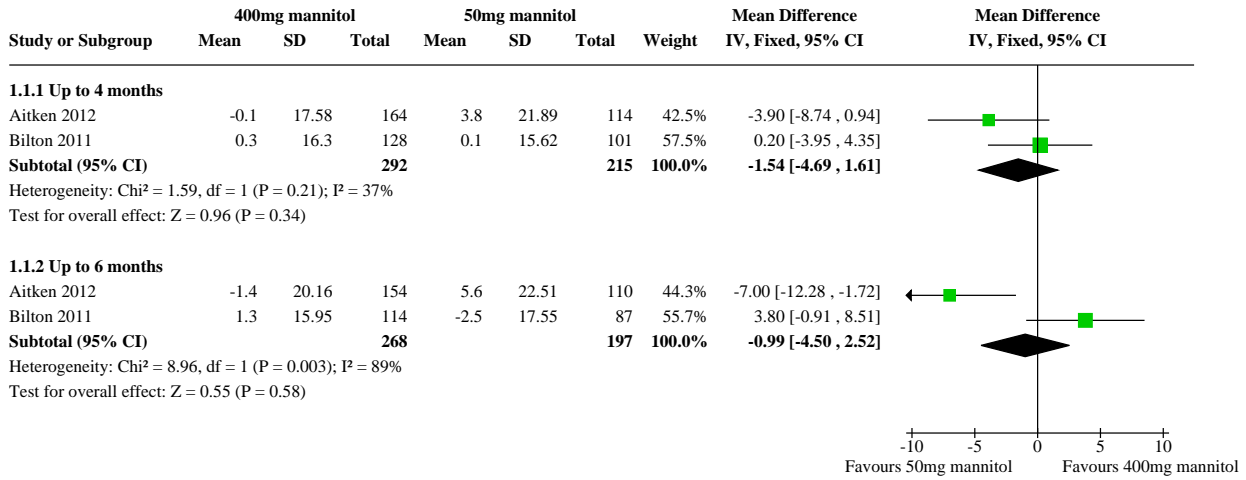 400mg mannitol 50mg mannitol Mean Difference Mean Difference
Study or Subgroup Mean SD Total Mean SD Total Weight IV, Fixed, 95% CI IV, Fixed, 95% CI
1.1.1 Up to 4 months
Aitken 2012 -0.1 17.58 164 3.8 21.89 114 42.5% -3.90 [-8.74 , 0.94]
Bilton 2011 0.3 16.3 128 0.1 15.62 101 57.5% 0.20 [-3.95 , 4.35]
Subtotal (95% CI) 292 215 100.0% -1.54 [-4.69 , 1.61]
Heterogeneity: Chi² = 1.59, df = 1 (P = 0.21); I² = 37%
Test for overall effect: Z = 0.96 (P = 0.34)
1.1.2 Up to 6 months
Aitken 2012 -1.4 20.16 154 5.6 22.51 110 44.3% -7.00 [-12.28 , -1.72]
Bilton 2011 1.3 15.95 114 -2.5 17.55 87 55.7% 3.80 [-0.91 , 8.51]
Subtotal (95% CI) 268 197 100.0% -0.99 [-4.50 , 2.52]
Heterogeneity: Chi² = 8.96, df = 1 (P = 0.003); I² = 89%
Test for overall effect: Z = 0.55 (P = 0.58)
-10 -5 0 5 10
Favours 50mg mannitol Favours 400mg mannitol